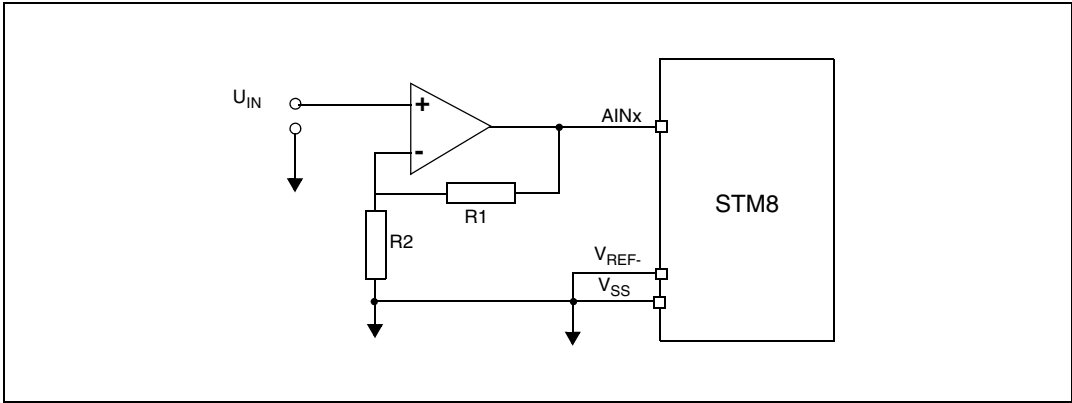 U_IN
+
-
AINx
R1
R2
STM8
V_REF-
V_SS